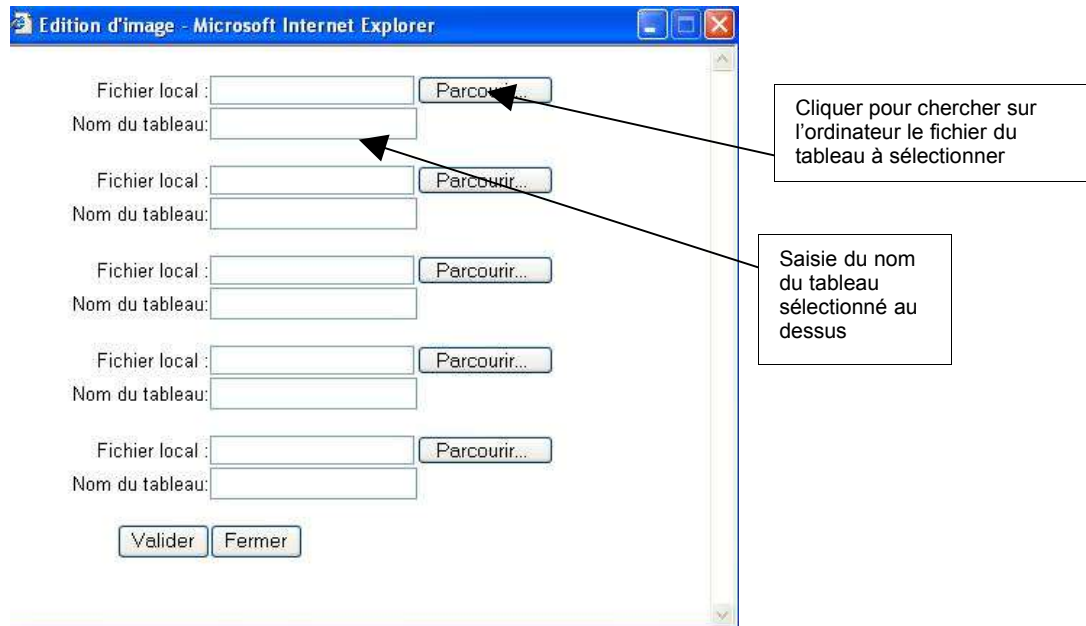 Edition d'image - Microsoft Internet Explorer
Fichier local :
Parcourir...
Nom du tableau:
Fichier local :
Parcourir...
Nom du tableau:
Fichier local :
Parcourir...
Nom du tableau:
Fichier local :
Parcourir...
Nom du tableau:
Fichier local :
Parcourir...
Nom du tableau:
Valider
Fermer
Cliquer pour chercher sur
l’ordinateur le fichier du
tableau à sélectionner
Saisie du nom
du tableau
sélectionné au
dessus